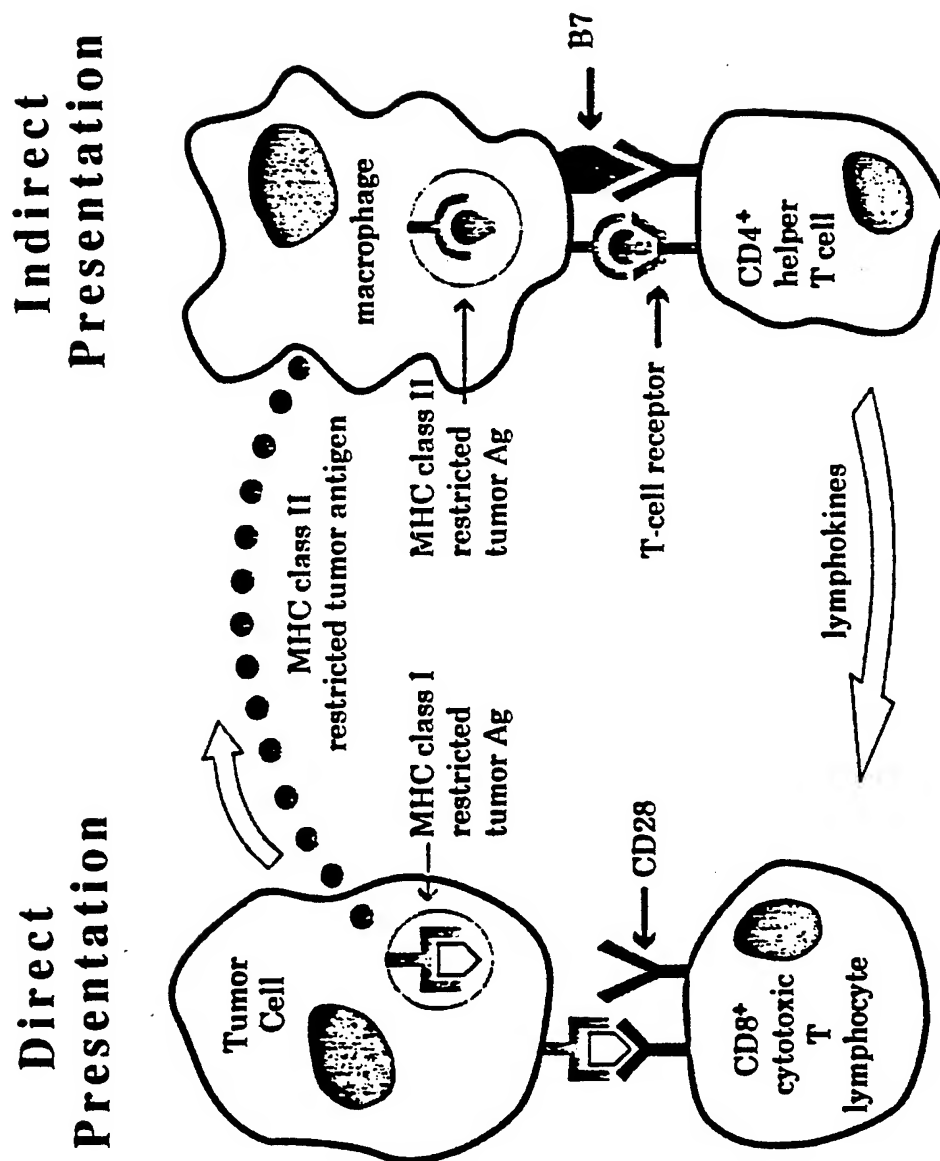 Direct
Presentation
Indirect
Presentation
Tumor
Cell
MHC class I
restricted
tumor Ag
CD28
CD8+
cytotoxic
T
lymphocyte
MHC class II
restricted tumor antigen
macrophage
MHC class II
restricted
tumor Ag
T-cell receptor
B7
CD4+
helper
T cell
lymphokines